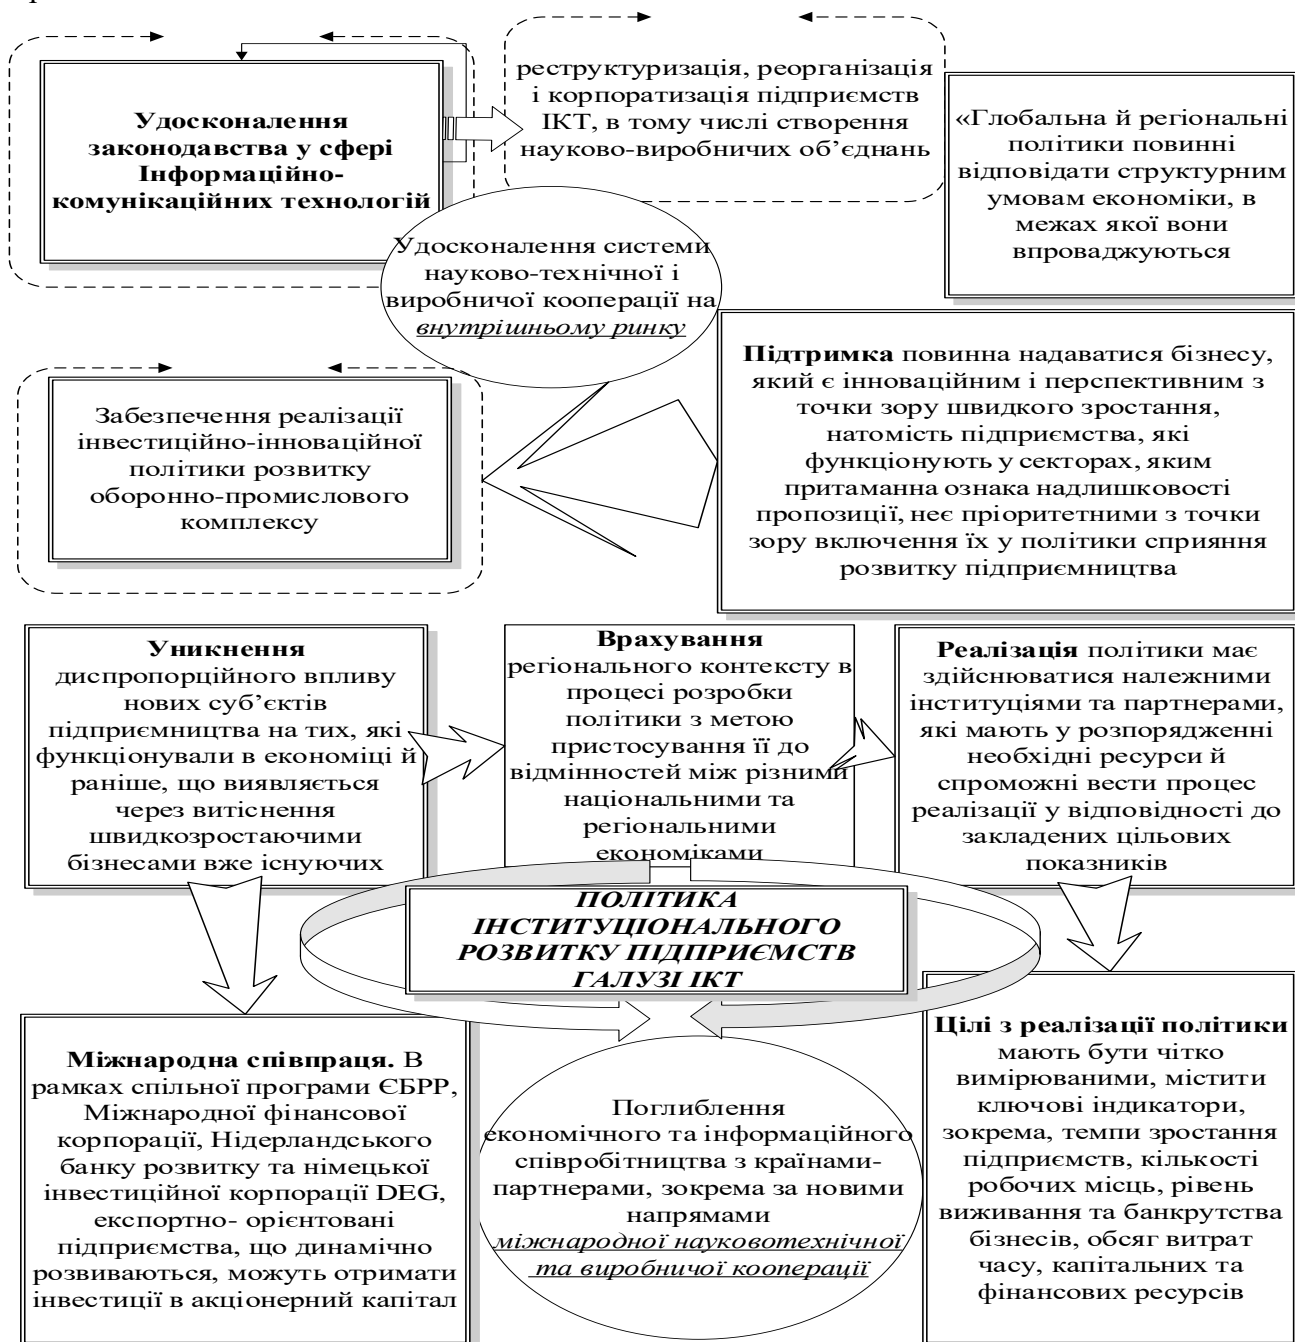 Удосконалення
законодавства у сфері
Інформаційно-
комунікаційних технологій
реструктуризація, реорганізація
і корпоратизація підприємств
ІКТ, в тому числі створення
науково-виробничих об’єднань
«Глобальна й регіональні
політики повинні
відповідати структурним
умовам економіки, в
межах якої вони
впроваджуються
Удосконалення системи
науково-технічної і
виробничої кооперації на
внутрішньому ринку
Підтримка повинна надаватися бізнесу,
який є інноваційним і перспективним з
точки зору швидкого зростання,
натомість підприємства, які
функціонують у секторах, яким
притаманна ознака надлишковості
пропозиції, неє пріоритетними з точки
зору включення їх у політики сприяння
розвитку підприємництва
Забезпечення реалізації
інвестиційно-інноваційної
політики розвитку
оборонно-промислового
комплексу
Уникнення
диспропорційного впливу
нових суб’єктів
підприємництва на тих, які
функціонували в економіці й
раніше, що виявляється
через витіснення
швидкозростаючими
бізнесами вже існуючих
Врахування
регіонального контексту в
процесі розробки
політики з метою
пристосування її до
відмінностей між різними
національними та
регіональними
економіками
Реалізація політики має
здійснюватися належними
інституціями та партнерами,
які мають у розпорядженні
необхідні ресурси й
спроможні вести процес
реалізації у відповідності до
закладених цільових
показників
ПОЛІТИКА
ІНСТИТУЦІОНАЛЬНОГО
РОЗВИТКУ ПІДПРИЄМСТВ
ГАЛУЗІ ІКТ
Міжнародна співпраця. В
рамках спільної програми ЄБРР,
Міжнародної фінансової
корпорації, Нідерландського
банку розвитку та німецької
інвестиційної корпорації DEG,
експортно- орієнтовані
підприємства, що динамічно
розвиваються, можуть отримати
інвестиції в акціонерний капітал
Поглиблення
економічного та інформаційного
співробітництва з країнами-
партнерами, зокрема за новими
напрямами
міжнародної науковотехнічної
та виробничої кооперації
Цілі з реалізації політики
мають бути чітко
вимірюваними, містити
ключові індикатори,
зокрема, темпи зростання
підприємств, кількості
робочих місць, рівень
виживання та банкрутства
бізнесів, обсяг витрат
часу, капітальних та
фінансових ресурсів